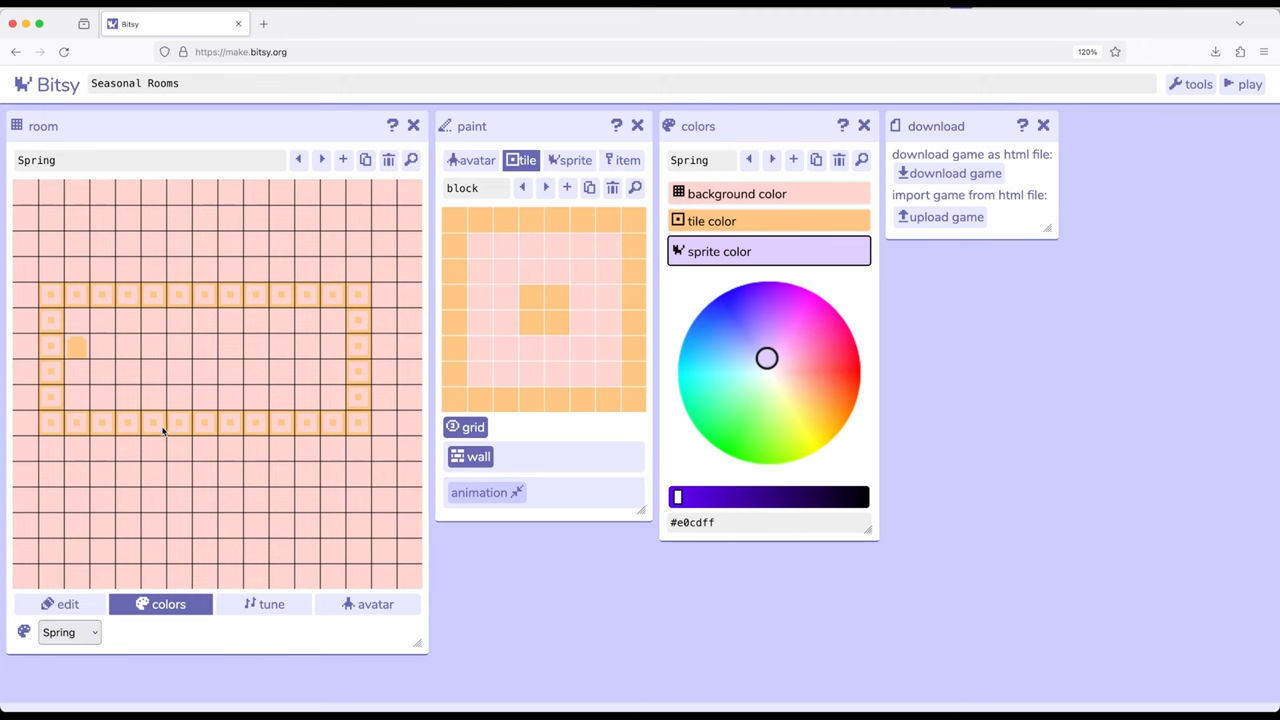 Bitsy
https://make.bitsy.org
120%
Bitsy
Seasonal Rooms
tools
play
room
Spring
edit
colors
tune
avatar
Spring
paint
avatar
tile
sprite
item
block
grid
wall
animation
colors
Spring
background color
tile color
sprite color
#e0cdff
download
download game as html file:
download game
import game from html file:
upload game